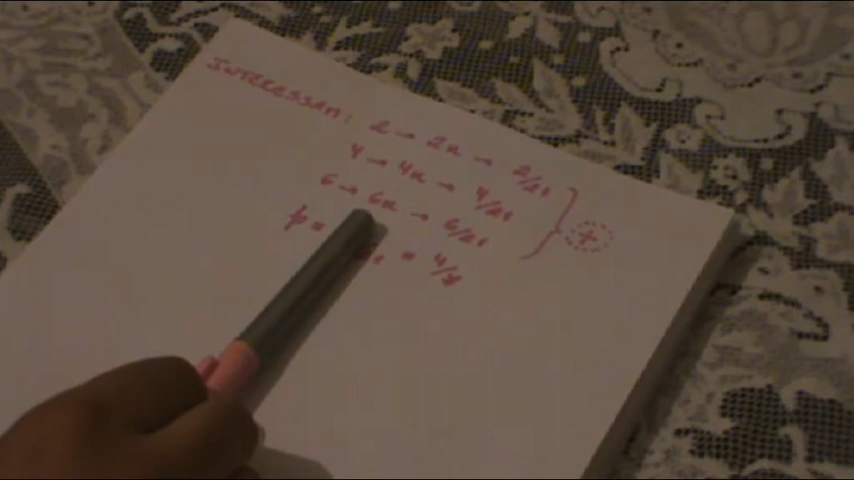 INTERESSAM: 2 → 2x → 2/21
4 → 4x → 4/21
6 → 6x → 6/21
+
p = = 4/7